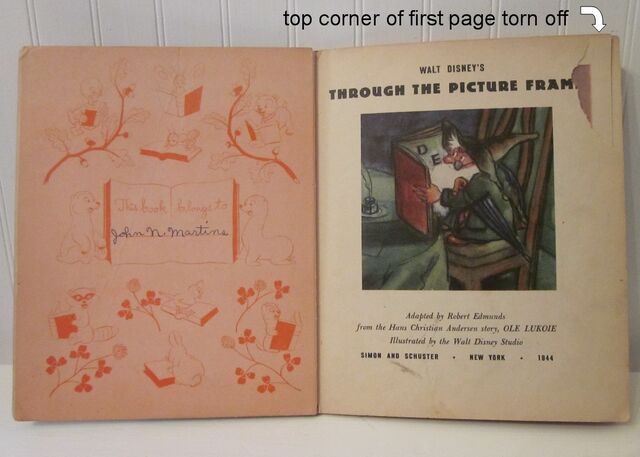 top corner of first page torn off
This book belongs to
John N. Martins
WALT DISNEY'S
THROUGH THE PICTURE FRAM
DE
Adapted by Robert Edmunds
from the Hans Christian Andersen story, OLE LUKOIE
Illustrated by the Walt Disney Studio
SIMON AND SCHUSTER • NEW YORK • 1944